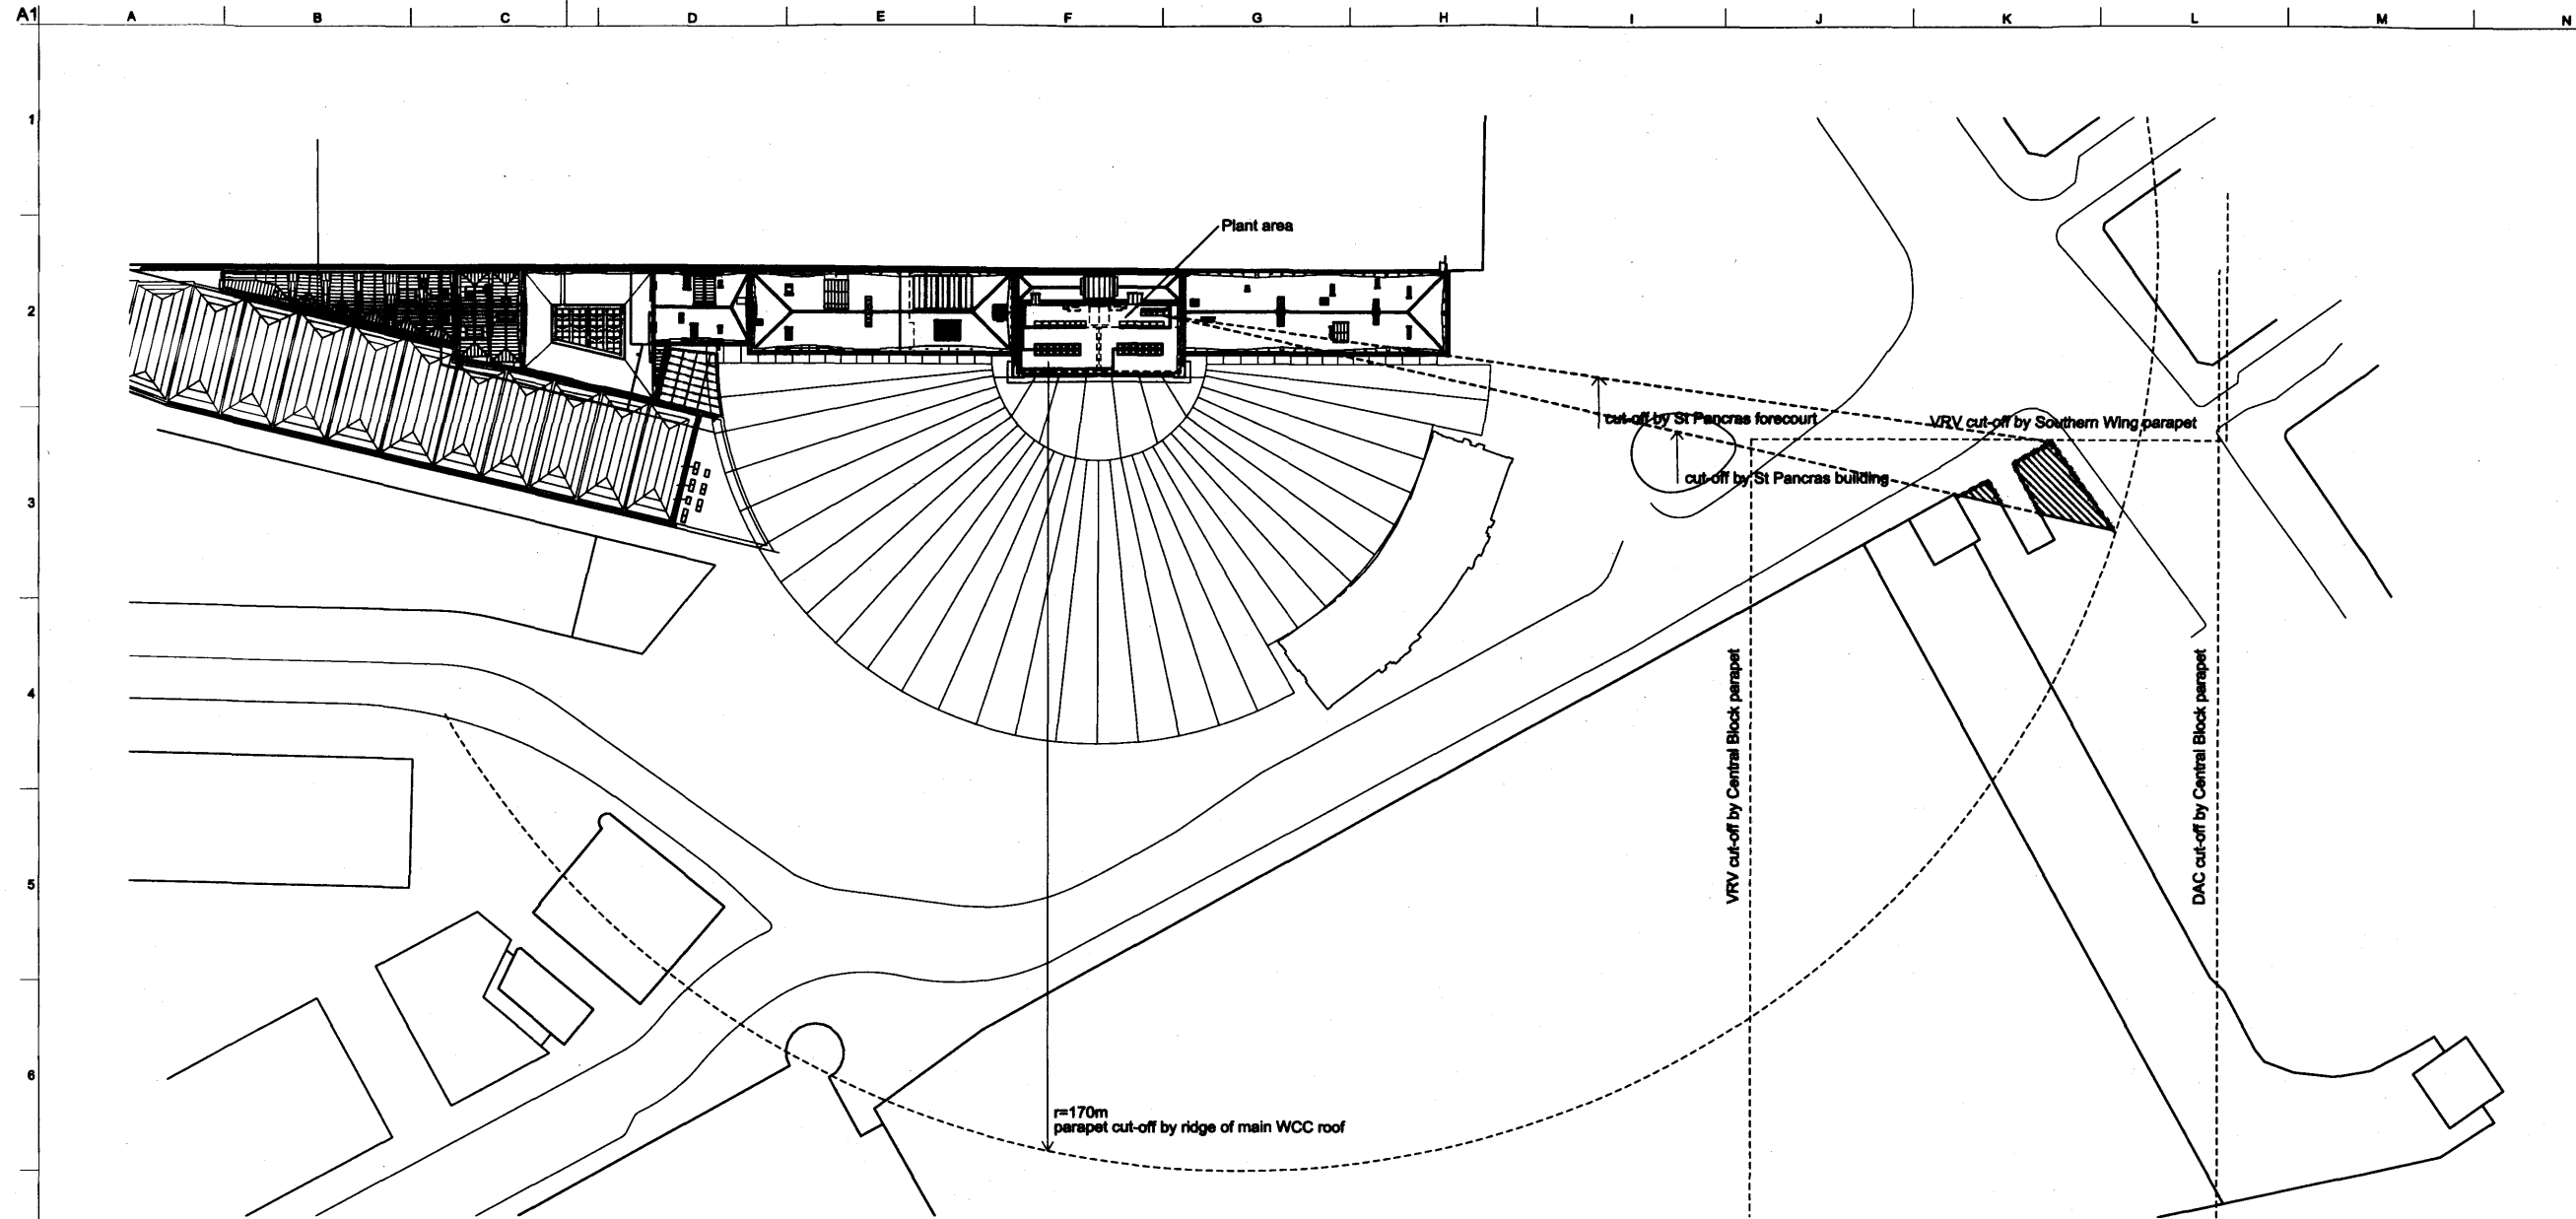 A1
A B C D E F G H I J K L M N
1
Plant area
2
cut-off by St Pancras forecourt
VRV cut-off by Southern Wing parapet
cut-off by St Pancras building
3
4
VRV cut-off by Central Block parapet
DAC cut-off by Central Block parapet
5
6
r=170m
parapet cut-off by ridge of main WCC roof